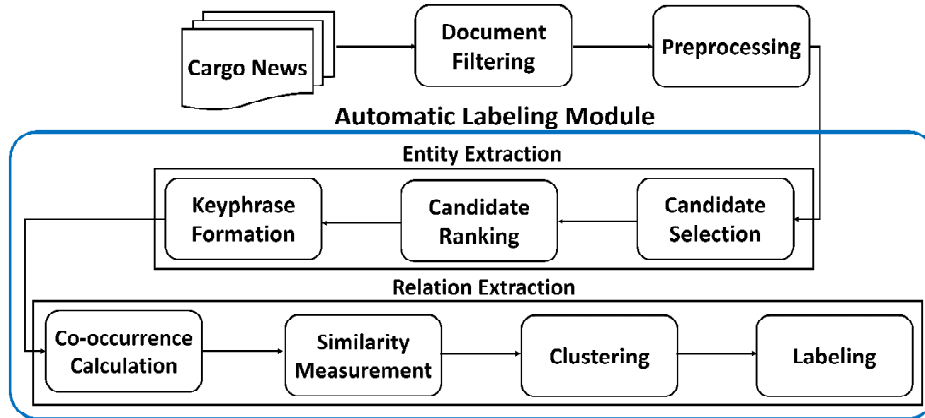 Cargo News
Document
Filtering
Preprocessing
Automatic Labeling Module
Entity Extraction
Keyphrase
Formation
Candidate
Ranking
Candidate
Selection
Relation Extraction
Co-occurrence
Calculation
Similarity
Measurement
Clustering
Labeling